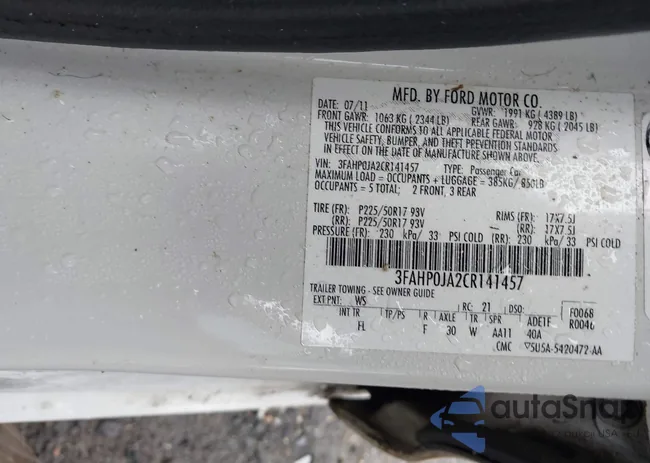 MFD. BY FORD MOTOR CO.
DATE: 07/11 GVWR: 1991 KG ( 4389 LB)
FRONT GAWR: 1063 KG ( 2344 LB) REAR GAWR: 928 KG ( 2045 LB)
THIS VEHICLE CONFORMS TO ALL APPLICABLE FEDERAL MOTOR
VEHICLE SAFETY, BUMPER, AND THEFT PREVENTION STANDARDS
IN EFFECT ON THE DATE OF MANUFACTURE SHOWN ABOVE.
VIN: 3FAHP0JA2CR141457 TYPE: Passenger Car
MAXIMUM LOAD = OCCUPANTS + LUGGAGE = 385KG/ 850LB
OCCUPANTS = 5 TOTAL: 2 FRONT, 3 REAR
TIRE (FR): P225/50R17 93V RIMS (FR): 17X7.5J
(RR): P225/50R17 93V (RR): 17X7.5J
PRESSURE (FR): 230 kPa/ 33 PSI COLD (RR): 230 kPa/ 33 PSI COLD
3FAHP0JA2CR141457
TRAILER TOWING - SEE OWNER GUIDE
EXT PNT: WS RC: 21 DSO: F0068
INT TR TP/PS R AXLE TR SPR ADETF R0046
FL F 30 W AA11 40A
CMC 5U5A-5420472-AA
autoSnap